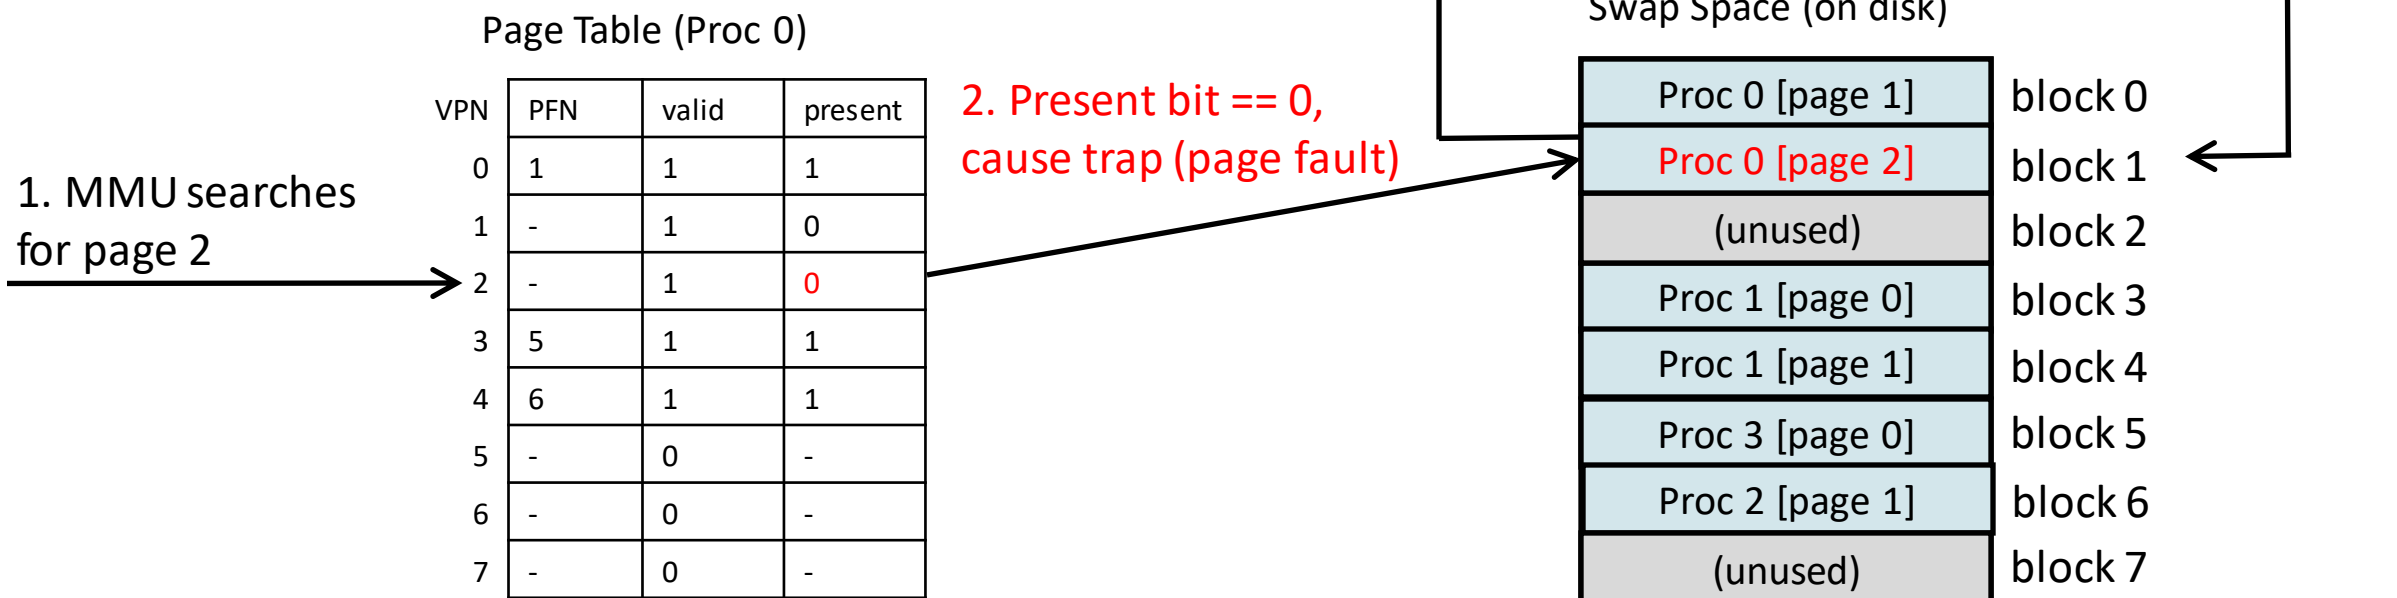 Page Table (Proc 0)
Swap Space (on disk)
VPN PFN valid present
0 1 1 1
1 - 1 0
2 - 1 0
3 5 1 1
4 6 1 1
5 - 0 -
6 - 0 -
7 - 0 -
1. MMU searches
for page 2
2. Present bit == 0,
cause trap (page fault)
Proc 0 [page 1] block 0
Proc 0 [page 2] block 1
(unused) block 2
Proc 1 [page 0] block 3
Proc 1 [page 1] block 4
Proc 3 [page 0] block 5
Proc 2 [page 1] block 6
(unused) block 7